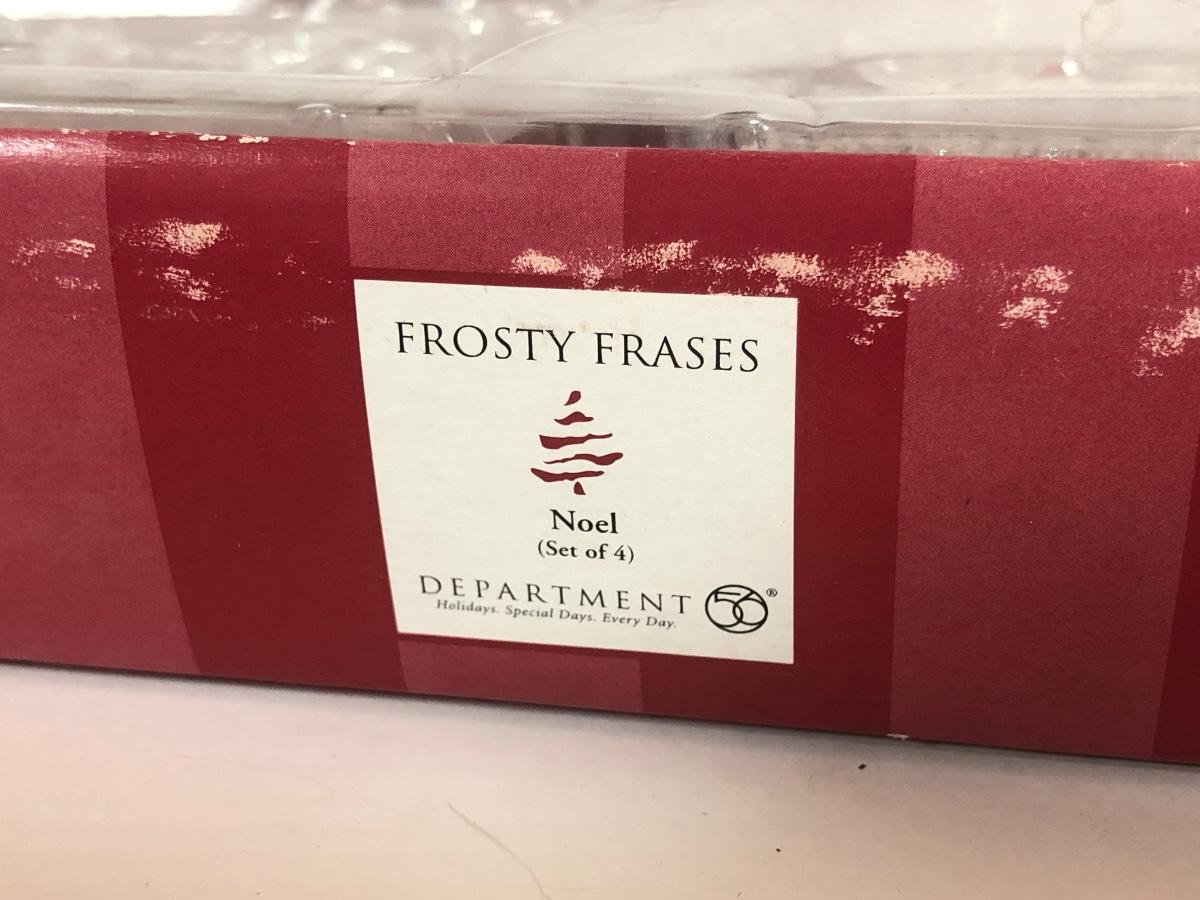 FROSTY FRASES
Noel
(Set of 4)
DEPARTMENT 56®
Holidays. Special Days. Every Day.